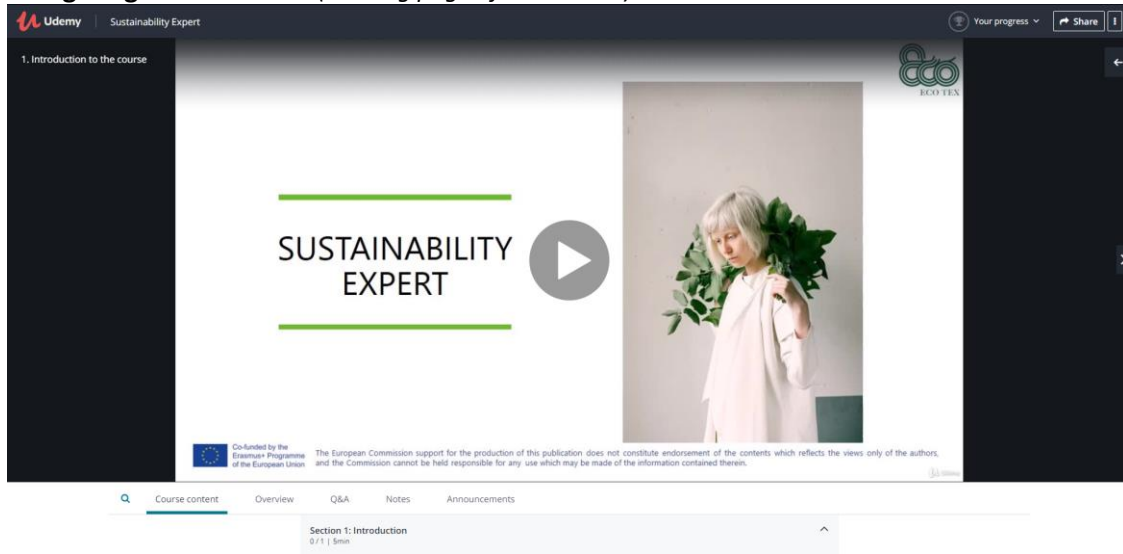 Udemy
Sustainability Expert
Your progress
Share
1. Introduction to the course
ECO TEX
SUSTAINABILITY
EXPERT
Co-funded by the
Erasmus+ Programme
of the European Union
The European Commission support for the production of this publication does not constitute endorsement of the contents which reflects the views only of the authors,
and the Commission cannot be held responsible for any use which may be made of the information contained therein.
Udemy
Course content
Overview
Q&A
Notes
Announcements
Section 1: Introduction
0 / 1 | 5min